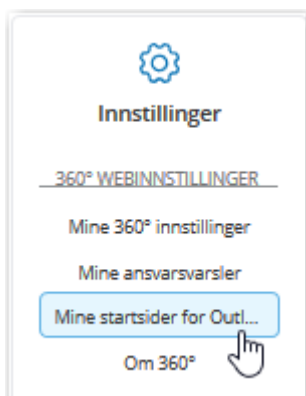 Innstillinger
360° WEBINNSTILLINGER
Mine 360° innstillinger
Mine ansvarsvarsler
Mine startsider for Outl...
Om 360°